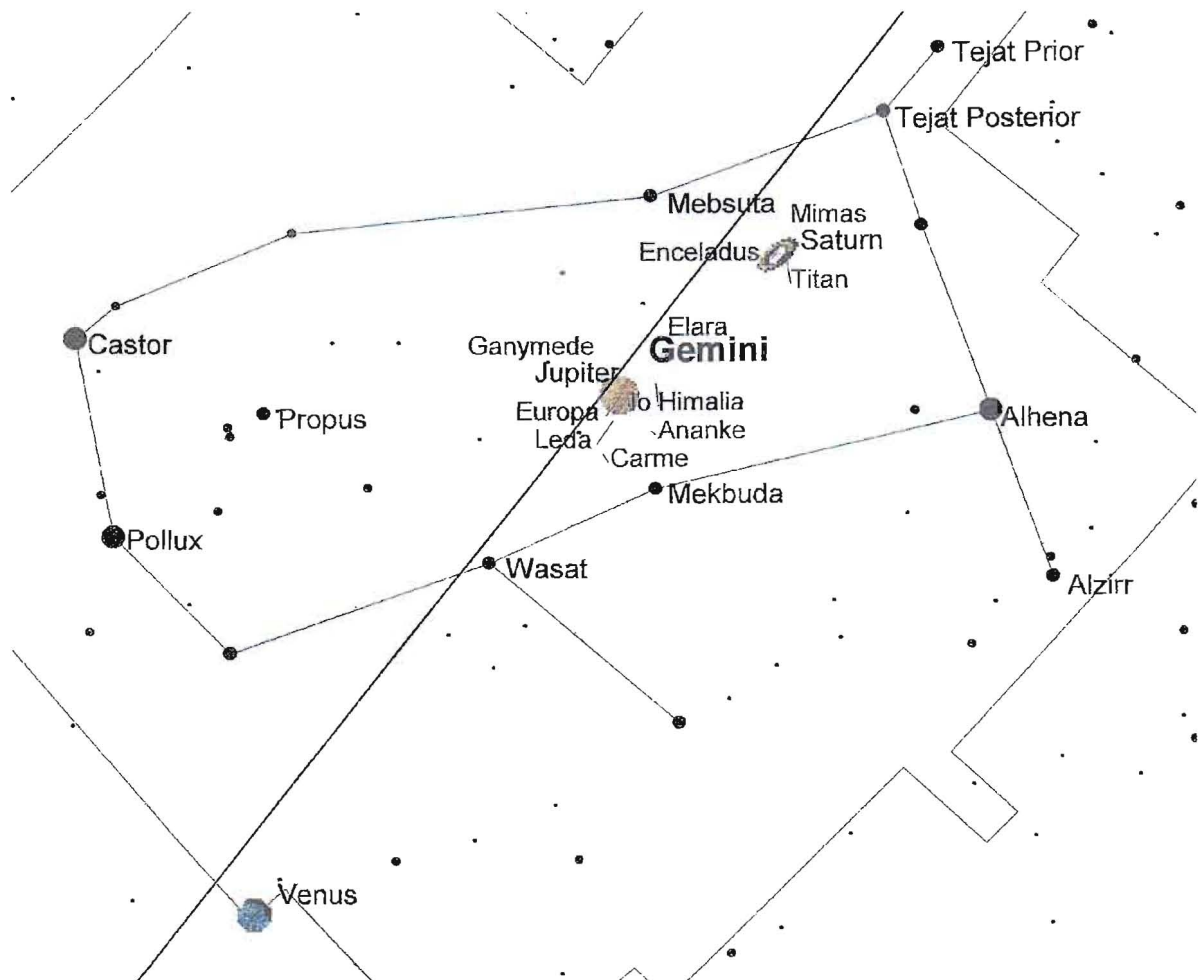 Tejat Prior
Tejat Posterior
Mebsuta
Mimas
Saturn
Enceladus
Titan
Elara
Gemini
Ganymede
Castor
Jupiter
Io Himalia
Europa
Propus
Alhena
Ananke
Leda
Carme
Mekbuda
Pollux
Wasat
Alzirr
Venus